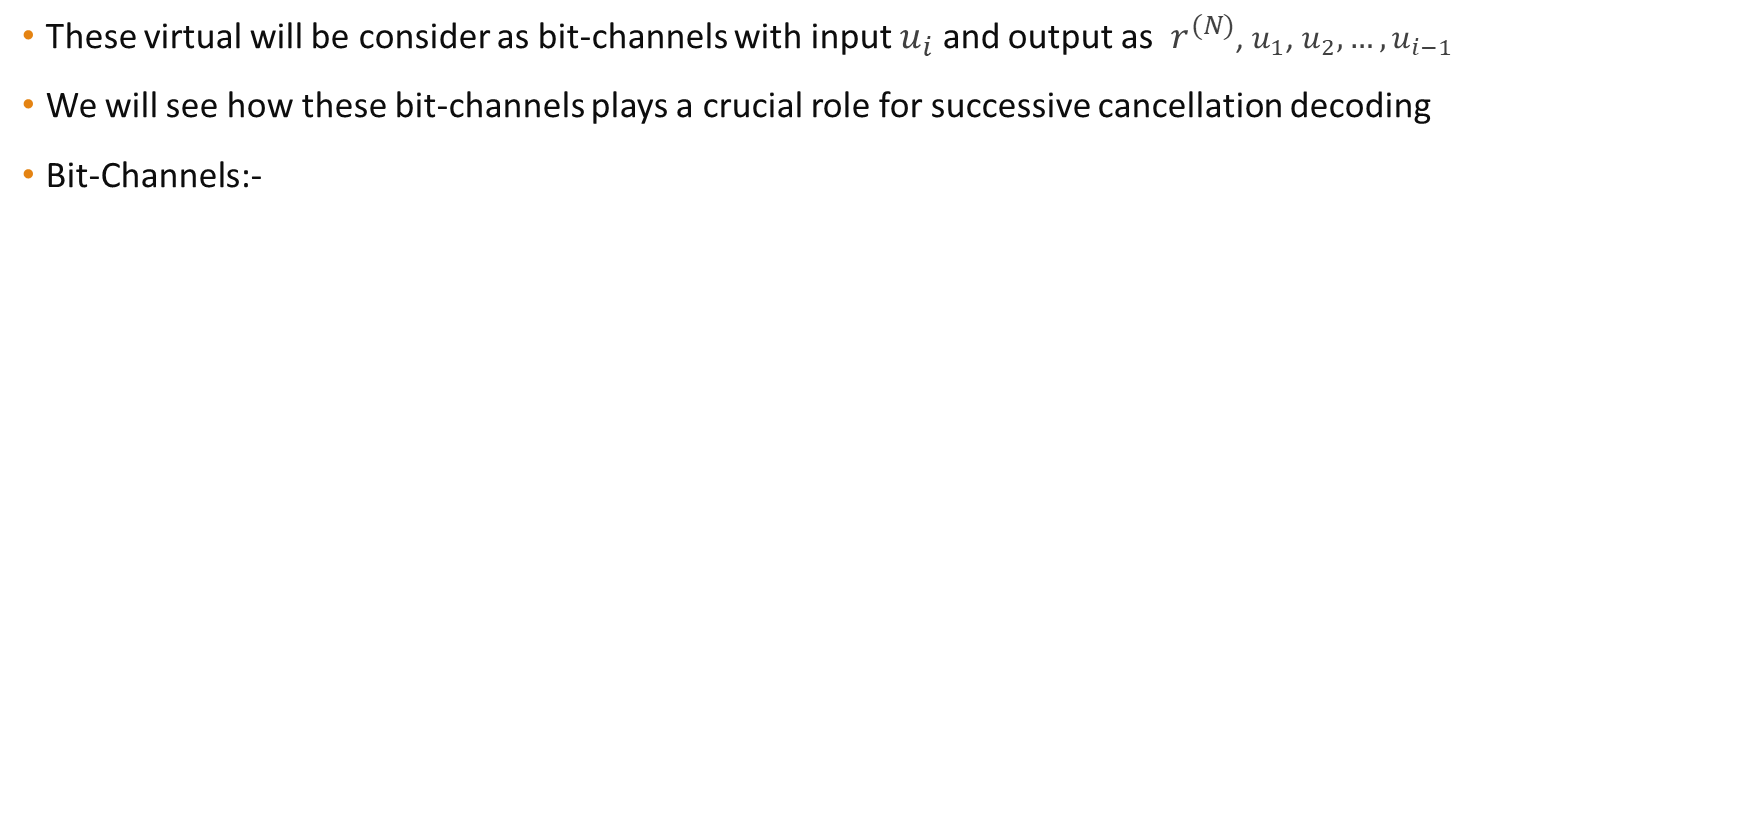 • These virtual will be consider as bit-channels with input 𝑢ᵢ and output as 𝑟⁽ᴺ⁾, 𝑢₁, 𝑢₂, … , 𝑢ᵢ₋₁
• We will see how these bit-channels plays a crucial role for successive cancellation decoding
• Bit-Channels:-